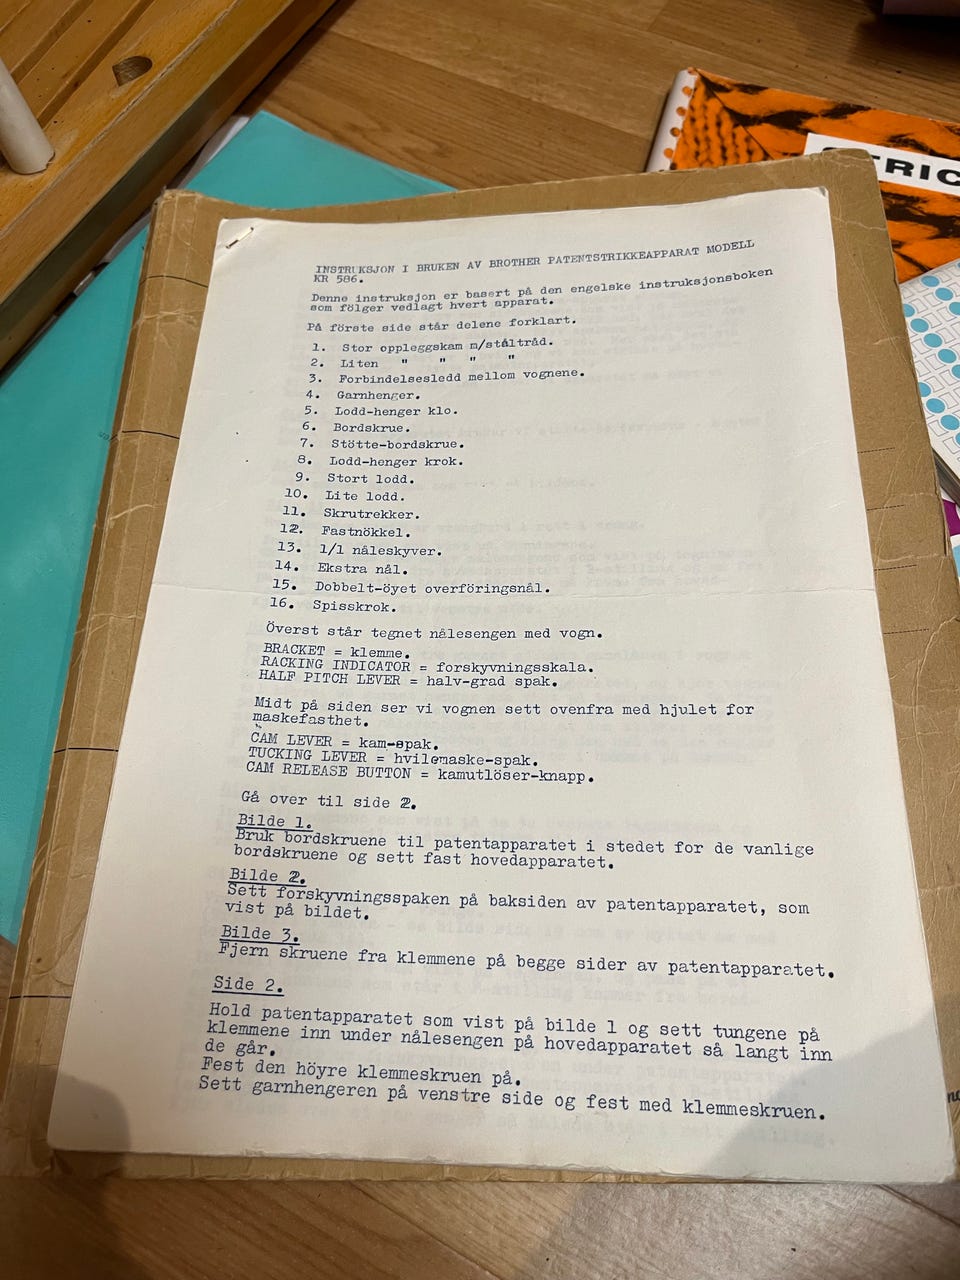 STRIC
INSTRUKSJON I BRUKEN AV BROTHER PATENTSTRIKKEAPPARAT MODELL
KR 586.
Denne instruksjon er basert på den engelske instruksjonsboken
som fölger vedlagt hvert apparat.
På förste side står delene forklart.
1. Stor oppleggskam m/ståltråd.
2. Liten " " " "
3. Forbindelsesledd mellom vognene.
4. Garnhenger.
5. Lodd-henger klo.
6. Bordskrue.
7. Stötte-bordskrue.
8. Lodd-henger krok.
9. Stort lodd.
10. Lite lodd.
11. Skrutrekker.
12. Fastnökkel.
13. 1/1 nåleskyver.
14. Ekstra nål.
15. Dobbelt-öyet overföringsnål.
16. Spisskrok.
Överst står tegnet nålesengen med vogn.
BRACKET = klemme.
RACKING INDICATOR = forskyvningsskala.
HALF PITCH LEVER = halv-grad spak.
Midt på siden ser vi vognen sett ovenfra med hjulet for
maskefasthet.
CAM LEVER = kam-spak.
TUCKING LEVER = hvilemaske-spak.
CAM RELEASE BUTTON = kamutlöser-knapp.
Gå over til side 2.
Bilde 1.
Bruk bordskruene til patentapparatet i stedet for de vanlige
bordskruene og sett fast hovedapparatet.
Bilde 2.
Sett forskyvningsspaken på baksiden av patentapparatet, som
vist på bildet.
Bilde 3.
Fjern skruene fra klemmene på begge sider av patentapparatet.
Side 2.
Hold patentapparatet som vist på bilde 1 og sett tungene på
klemmene inn under nålesengen på hovedapparatet så langt inn
de går.
Fest den höyre klemmeskruen på.
Sett garnhengeren på venstre side og fest med klemmeskruen.